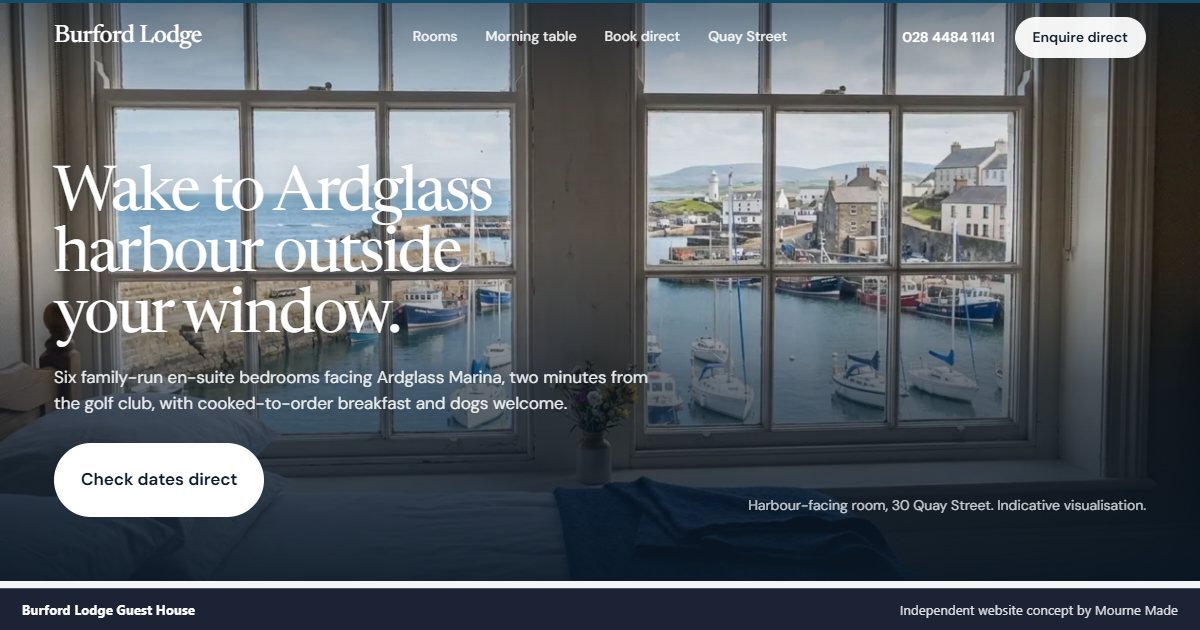 Burford Lodge
Rooms
Morning table
Book direct
Quay Street
028 4484 1141
Enquire direct
Wake to Ardglass
harbour outside
your window.
Six family-run en-suite bedrooms facing Ardglass Marina, two minutes from
the golf club, with cooked-to-order breakfast and dogs welcome.
Check dates direct
Harbour-facing room, 30 Quay Street. Indicative visualisation.
Burford Lodge Guest House
Independent website concept by Mourne Made